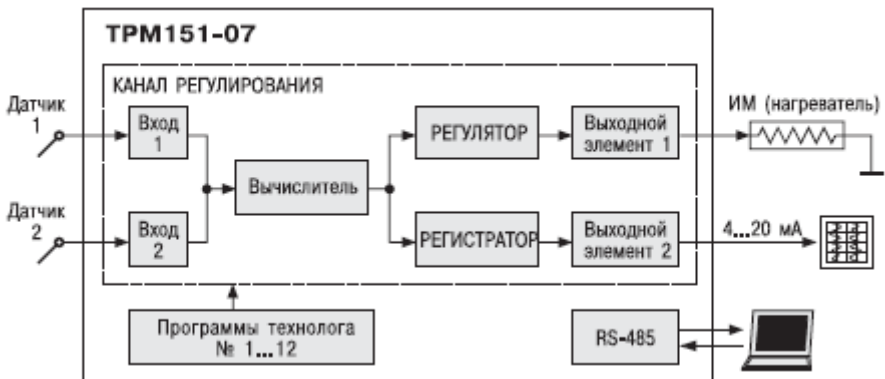 ТРМ151-07
КАНАЛ РЕГУЛИРОВАНИЯ
Датчик
1
Вход
1
РЕГУЛЯТОР
Выходной
элемент 1
ИМ (нагреватель)
Вычислитель
Датчик
2
Вход
2
РЕГИСТРАТОР
Выходной
элемент 2
4...20 мА
Программы технолога
№ 1...12
RS-485